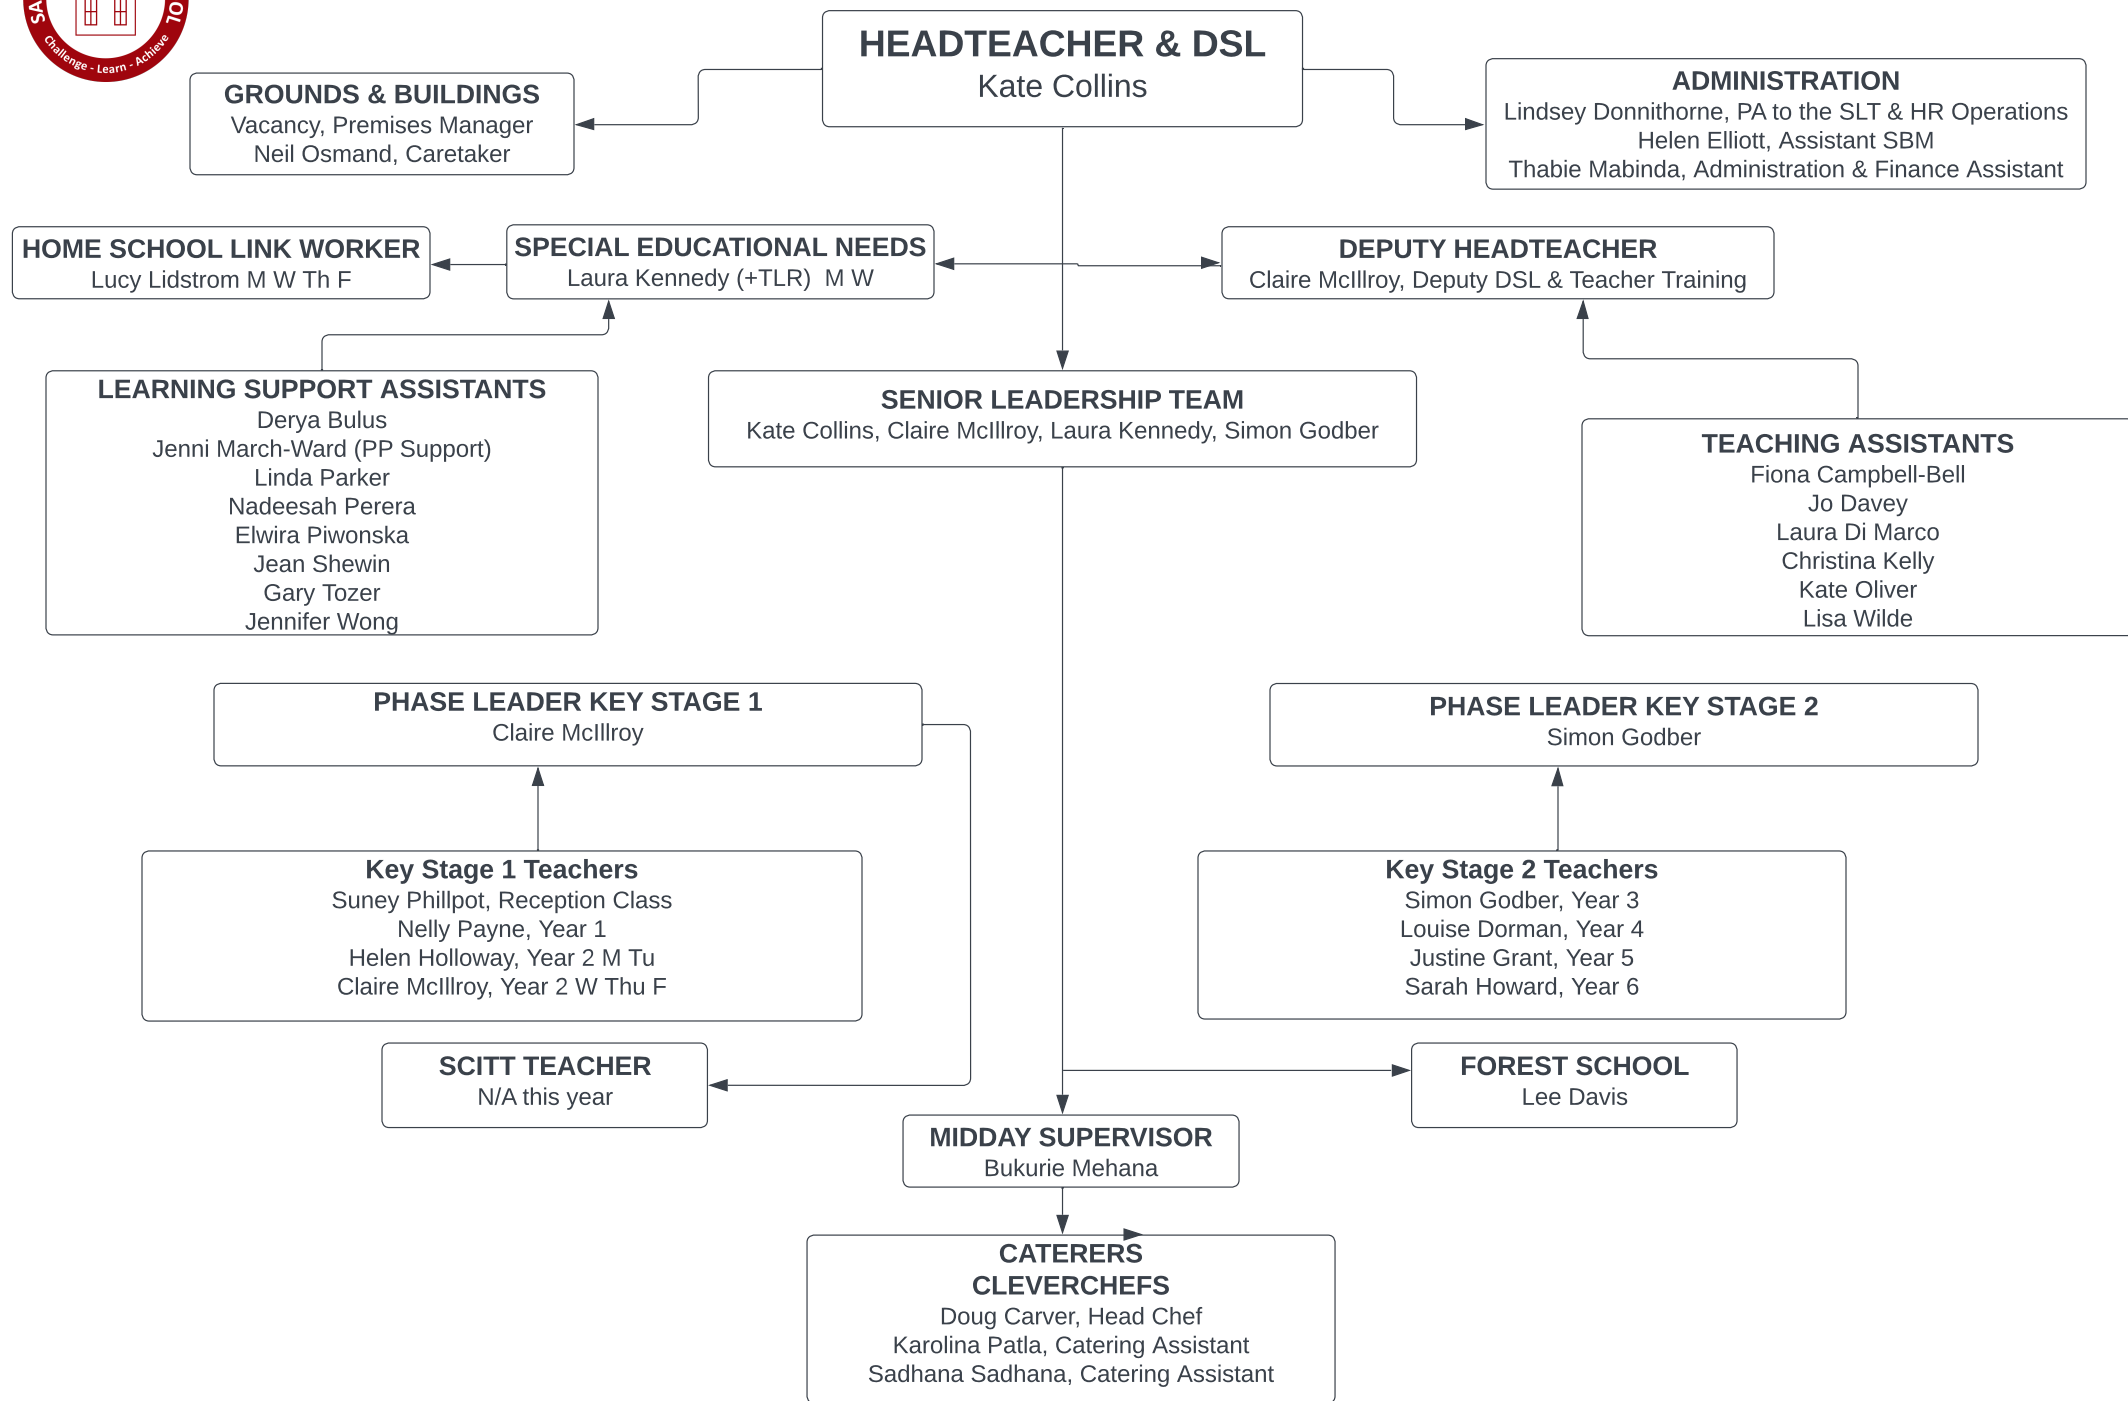 SA
OL
Challenge - Learn - Achieve
HEADTEACHER & DSL
Kate Collins
GROUNDS & BUILDINGS
Vacancy, Premises Manager
Neil Osmand, Caretaker
ADMINISTRATION
Lindsey Donnithorne, PA to the SLT & HR Operations
Helen Elliott, Assistant SBM
Thabie Mabinda, Administration & Finance Assistant
HOME SCHOOL LINK WORKER
Lucy Lidstrom M W Th F
SPECIAL EDUCATIONAL NEEDS
Laura Kennedy (+TLR)  M W
DEPUTY HEADTEACHER
Claire McIllroy, Deputy DSL & Teacher Training
LEARNING SUPPORT ASSISTANTS
Derya Bulus
Jenni March-Ward (PP Support)
Linda Parker
Nadeesah Perera
Elwira Piwonska
Jean Shewin
Gary Tozer
Jennifer Wong
SENIOR LEADERSHIP TEAM
Kate Collins, Claire McIllroy, Laura Kennedy, Simon Godber
TEACHING ASSISTANTS
Fiona Campbell-Bell
Jo Davey
Laura Di Marco
Christina Kelly
Kate Oliver
Lisa Wilde
PHASE LEADER KEY STAGE 1
Claire McIllroy
PHASE LEADER KEY STAGE 2
Simon Godber
Key Stage 1 Teachers
Suney Phillpot, Reception Class
Nelly Payne, Year 1
Helen Holloway, Year 2 M Tu
Claire McIllroy, Year 2 W Thu F
Key Stage 2 Teachers
Simon Godber, Year 3
Louise Dorman, Year 4
Justine Grant, Year 5
Sarah Howard, Year 6
SCITT TEACHER
N/A this year
FOREST SCHOOL
Lee Davis
MIDDAY SUPERVISOR
Bukurie Mehana
CATERERS
CLEVERCHEFS
Doug Carver, Head Chef
Karolina Patla, Catering Assistant
Sadhana Sadhana, Catering Assistant